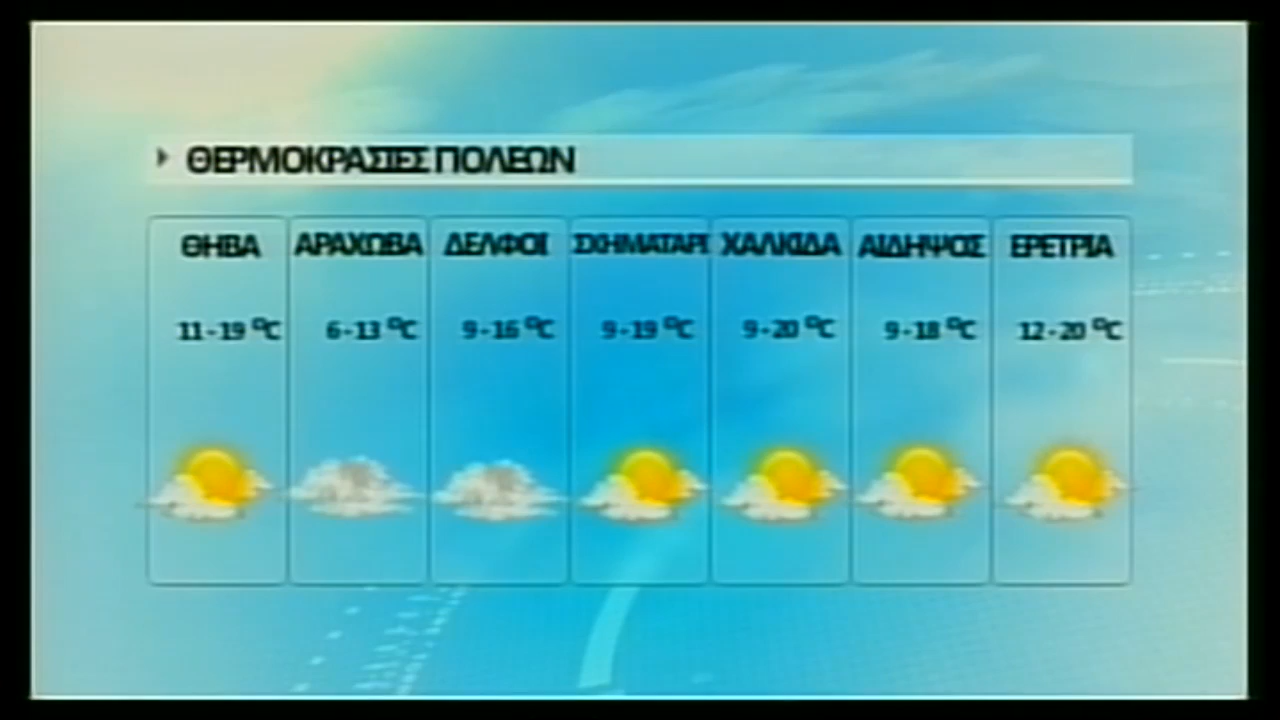 ΘΕΡΜΟΚΡΑΣΙΕΣ ΠΟΛΕΩΝ
ΘΗΒΑ ΑΡΑΧΩΒΑ ΔΕΛΦΟΙ ΣΧΗΜΑΤΑΡΙ ΧΑΛΚΙΔΑ ΑΙΔΗΨΟΣ ΕΡΕΤΡΙΑ
11 - 19 °C 6 - 13 °C 9 - 16 °C 9 - 19 °C 9 - 20 °C 9 - 18 °C 12 - 20 °C